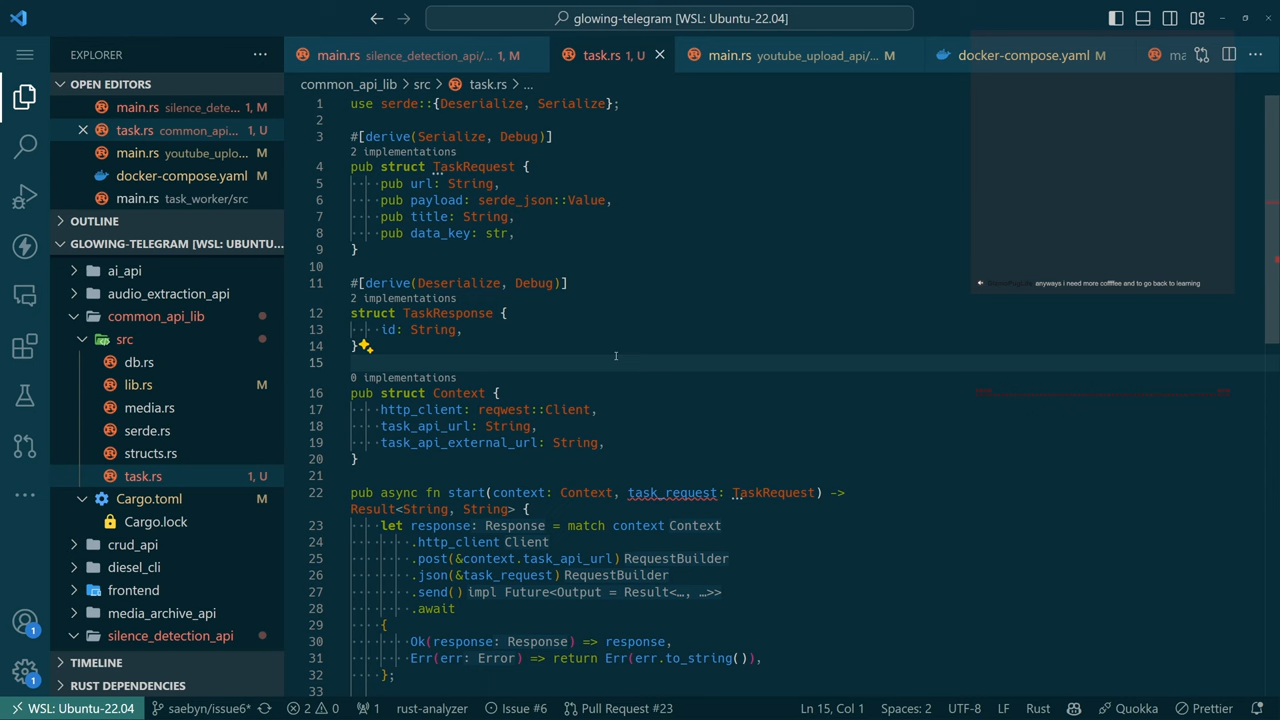 glowing-telegram [WSL: Ubuntu-22.04]
EXPLORER
main.rs silence_detection_api/... 1, M
task.rs 1, U
main.rs youtube_upload_api/... M
docker-compose.yaml M
OPEN EDITORS
main.rs silence_dete... 1, M
task.rs common_api... 1, U
main.rs youtube_uplo... M
docker-compose.yaml M
main.rs task_worker/src
OUTLINE
GLOWING-TELEGRAM [WSL: UBUNTU-...
ai_api
audio_extraction_api
common_api_lib
src
db.rs
lib.rs M
media.rs
serde.rs
structs.rs
task.rs 1, U
Cargo.toml M
Cargo.lock
crud_api
diesel_cli
frontend
media_archive_api
silence_detection_api
TIMELINE
RUST DEPENDENCIES
common_api_lib > src > task.rs > ...
1 use serde::{Deserialize, Serialize};
2
3 #[derive(Serialize, Debug)]
2 implementations
4 pub struct TaskRequest {
5 pub url: String,
6 pub payload: serde_json::Value,
7 pub title: String,
8 pub data_key: str,
9 }
10
11 #[derive(Deserialize, Debug)]
2 implementations
12 struct TaskResponse {
13 id: String,
14 }
15
0 implementations
16 pub struct Context {
17 http_client: reqwest::Client,
18 task_api_url: String,
19 task_api_external_url: String,
20 }
21
22 pub async fn start(context: Context, task_request: TaskRequest) ->
Result<String, String> {
23 let response: Response = match context Context
24 .http_client Client
25 .post(&context.task_api_url) RequestBuilder
26 .json(&task_request) RequestBuilder
27 .send() impl Future<Output = Result<…, …>>
28 .await
29 {
30 Ok(response: Response) => response,
31 Err(err: Error) => return Err(err.to_string()),
32 };
33
anyways i need more cofffee and to go back to learning
1
1
WSL: Ubuntu-22.04
saebyn/issue6*
1
rust-analyzer
Issue #6
Pull Request #23
2 0
Ln 15, Col 1
Spaces: 2
UTF-8
LF
Rust
Quokka
Prettier